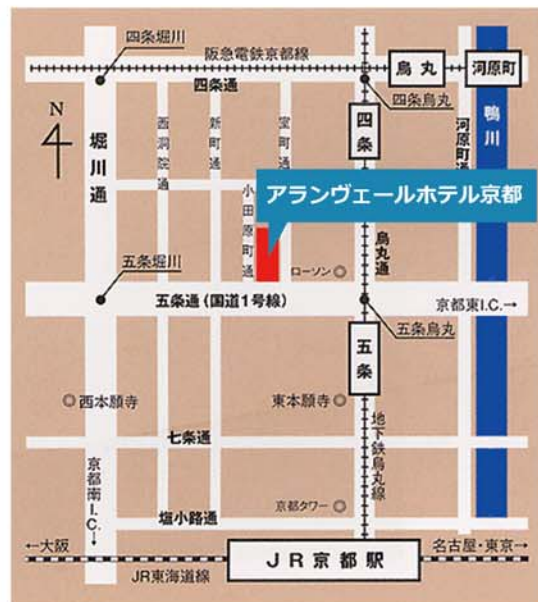 四条堀川
阪急電鉄京都線
烏丸
河原町
四条通
四条烏丸
N
堀川通
西洞院通
新町通
室町通
四条
河原町通
鴨川
小田原町通
アランヴェールホテル京都
烏丸通
五条堀川
ローソン
五条通(国道1号線)
京都東I.C.→
五条烏丸
五条
西本願寺
東本願寺
七条通
地下鉄烏丸線
京都南I.C.→
京都タワー
塩小路通
←大阪
JR京都駅
名古屋・東京→
JR東海道線